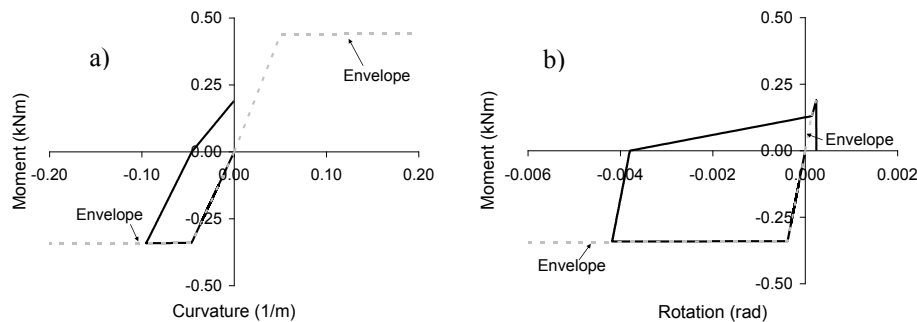 a)
Moment (kNm)
0.50
0.25
0.00
-0.25
-0.50
-0.20
-0.10
0.00
0.10
0.20
Envelope
Envelope
Curvature (1/m)
b)
Moment (kNm)
0.50
0.25
0.00
-0.25
-0.50
-0.006
-0.004
-0.002
0.000
0.002
Envelope
Envelope
Rotation (rad)